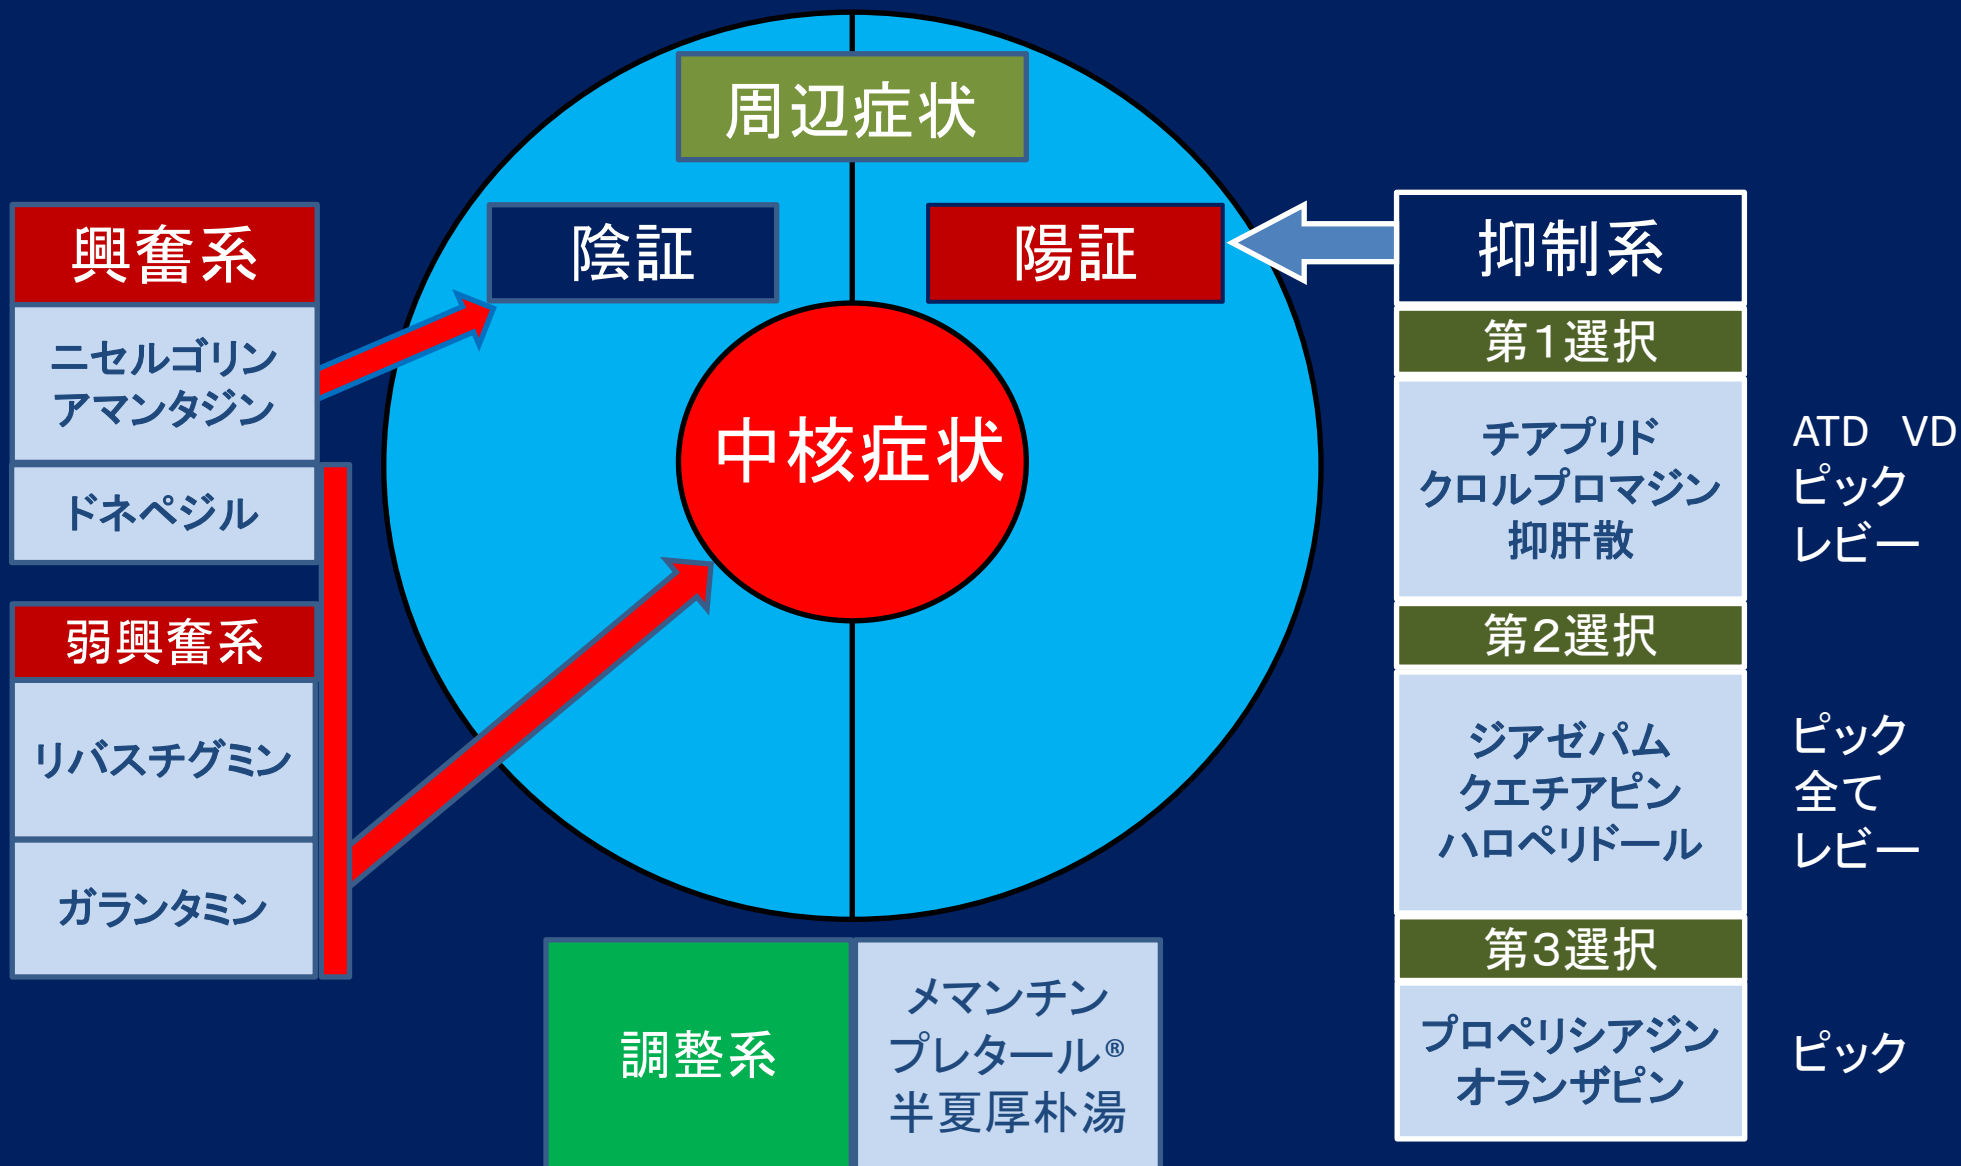 周辺症状
陰証
陽証
中核症状
興奮系
ニセルゴリン
アマンタジン
ドネペジル
弱興奮系
リバスチグミン
ガランタミン
調整系
メマンチン
プレタール®
半夏厚朴湯
抑制系
第1選択
チアプリド
クロルプロマジン
抑肝散
ATD VD
ピック
レビー
第2選択
ジアゼパム
クエチアピン
ハロペリドール
ピック
全て
レビー
第3選択
プロペリシアジン
オランザピン
ピック